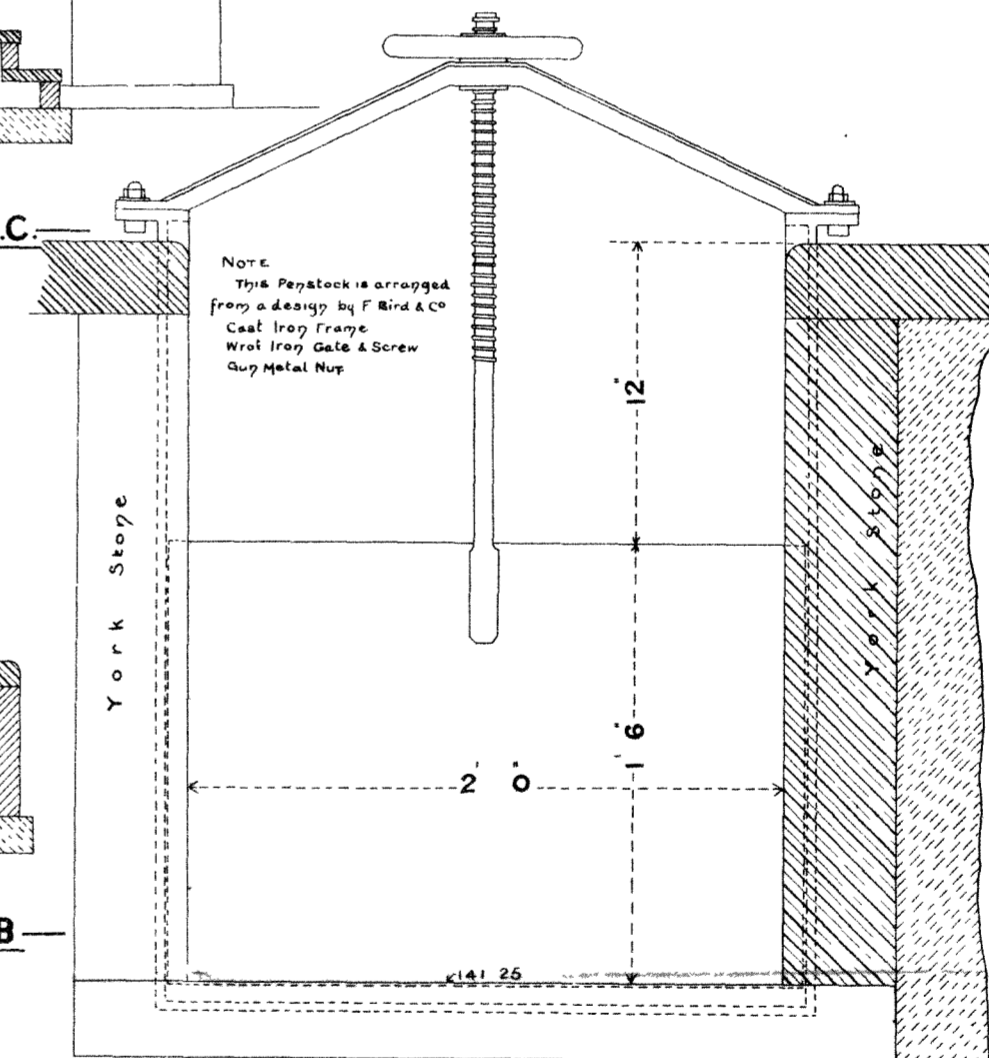 .C.
NOTE
This Penstock is arranged
from a design by F Bird & Co
Cast Iron Frame
Wrot Iron Gate & Screw
Gun Metal Nut
12"
York Stone
York Stone
1' 6"
2' 0"
B
141 25